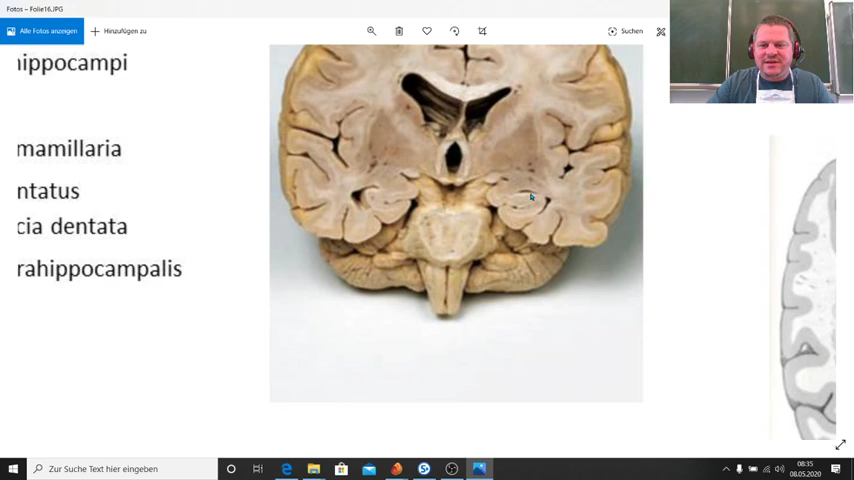 Fotos – Folie16.JPG
Alle Fotos anzeigen
Hinzufügen zu
Suchen
hippocampi
mamillaria
ntatus
cia dentata
rahippocampalis
Zur Suche Text hier eingeben
08:35
08.05.2020